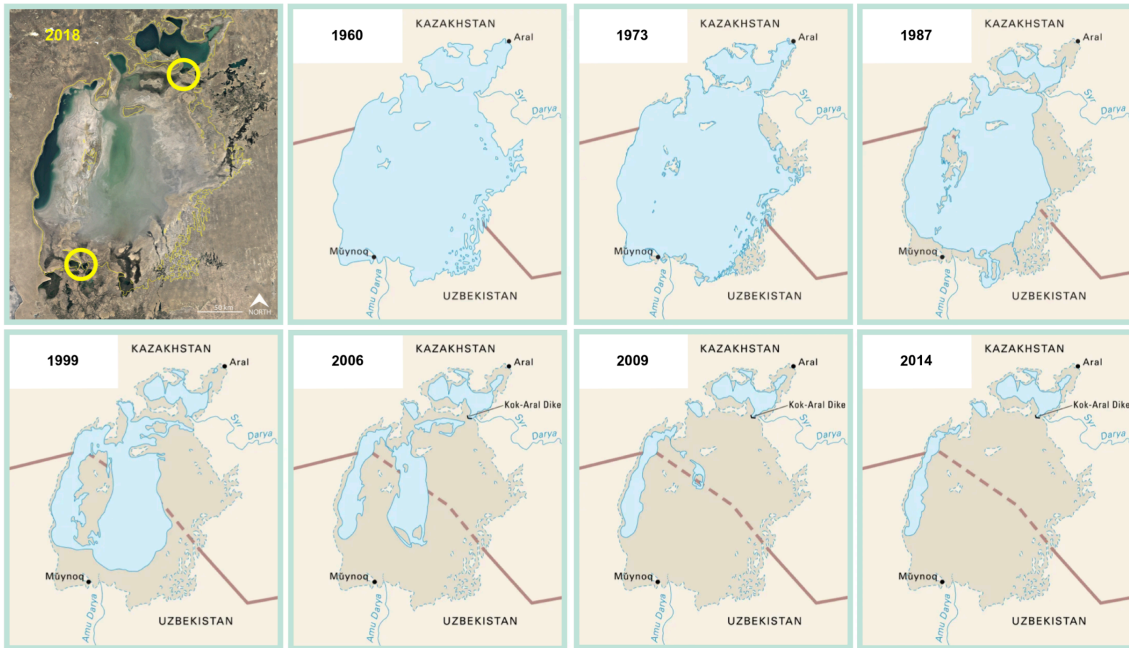 2018
NORTH
1960
KAZAKHSTAN
Aral
Syr
Darya
Mŭynoq
Amu Darya
UZBEKISTAN
1973
KAZAKHSTAN
Aral
Syr
Darya
Mŭynoq
Amu Darya
UZBEKISTAN
1987
KAZAKHSTAN
Aral
Syr
Darya
Mŭynoq
Amu Darya
UZBEKISTAN
1999
KAZAKHSTAN
Aral
Syr
Darya
Mŭynoq
Amu Darya
UZBEKISTAN
2006
KAZAKHSTAN
Aral
Kok-Aral Dike
Syr
Darya
Mŭynoq
Amu Darya
UZBEKISTAN
2009
KAZAKHSTAN
Aral
Kok-Aral Dike
Syr
Darya
Mŭynoq
Amu Darya
UZBEKISTAN
2014
KAZAKHSTAN
Aral
Kok-Aral Dike
Syr
Darya
Mŭynoq
Amu Darya
UZBEKISTAN